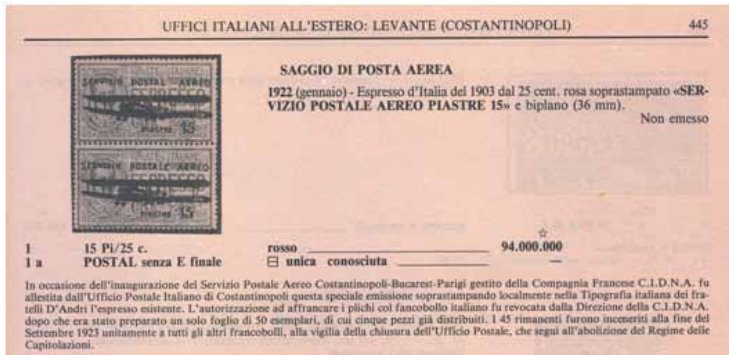 UFFICI ITALIANI ALL'ESTERO: LEVANTE (COSTANTINOPOLI) 445
SERVIZIO POSTAL AEREO
PIASTRE 15
SERVIZIO POSTALE AEREO
PIASTRE 15
SAGGIO DI POSTA AEREA
1922 (gennaio) - Espresso d'Italia del 1903 dal 25 cent. rosa soprastampato «SER-
VIZIO POSTALE AEREO PIASTRE 15» e biplano (36 mm).
Non emesso
1 15 Pi/25 c. rosso 94.000.000
1 a POSTAL senza E finale unica conosciuta —
In occasione dell'inaugurazione del Servizio Postale Aereo Costantinopoli-Bucarest-Parigi gestito della Compagnia Francese C.I.D.N.A. fu
allestita dall'Ufficio Postale Italiano di Costantinopoli questa speciale emissione soprastampando localmente nella Tipografia italiana dei fra-
telli D'Andri l'espresso esistente. L'autorizzazione ad affrancare i plichi col fancobollo italiano fu revocata dalla Direzione della C.I.D.N.A.
dopo che era stato preparato un solo foglio di 50 esemplari, di cui cinque pezzi già distribuiti. I 45 rimanenti furono inceneriti alla fine del
Settembre 1923 unitamente a tutti gli altri francobolli, alla vigilia della chiusura dell'Ufficio Postale, che seguì all'abolizione del Regime delle
Capitolazioni.